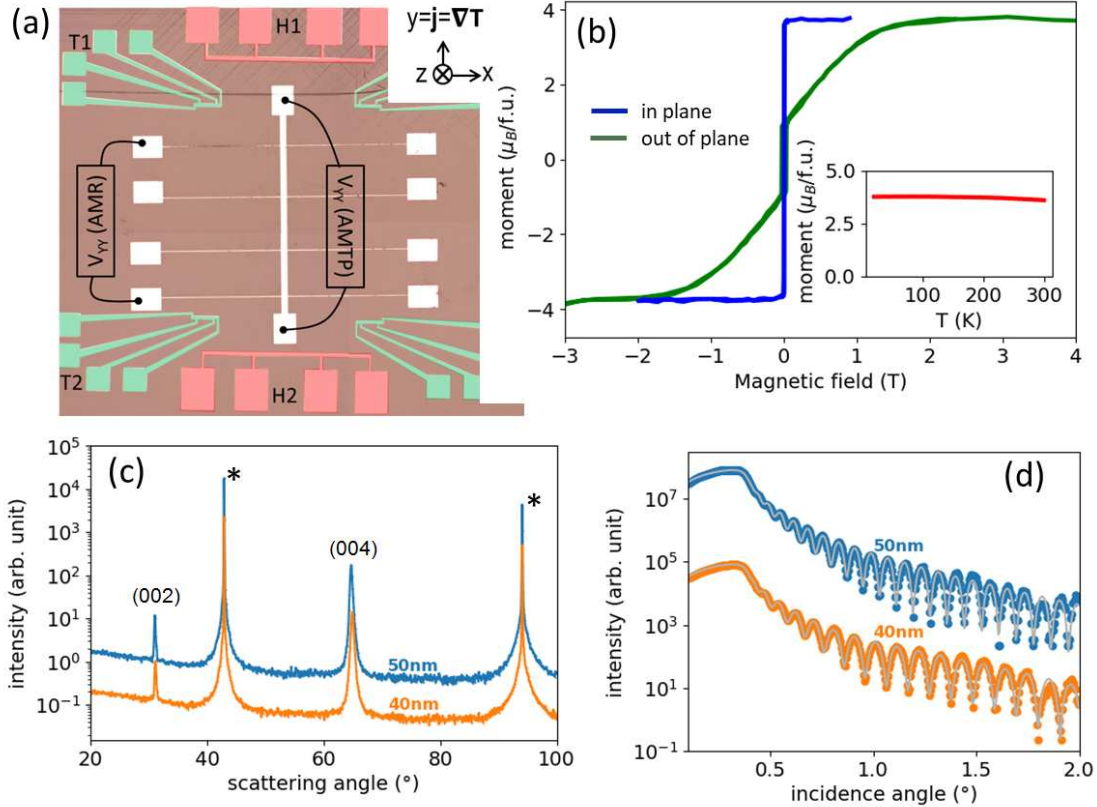 (a)
T1
H1
y=j=∇T
z
x
V_YY (AMR)
V_YY (AMTP)
T2
H2
(b)
moment (μ_B/f.u.)
4
2
0
−2
−4
in plane
out of plane
moment (μ_B/f.u.)
5.0
2.5
0.0
100
200
300
T (K)
−3
−2
−1
0
1
2
3
4
Magnetic field (T)
(c)
intensity (arb. unit)
10^5
10^4
10^3
10^2
10^1
10^0
10^−1
*
*
(002)
(004)
50nm
40nm
20
40
60
80
100
scattering angle (°)
(d)
intensity (arb. unit)
10^7
10^5
10^3
10^1
10^−1
50nm
40nm
0.5
1.0
1.5
2.0
incidence angle (°)